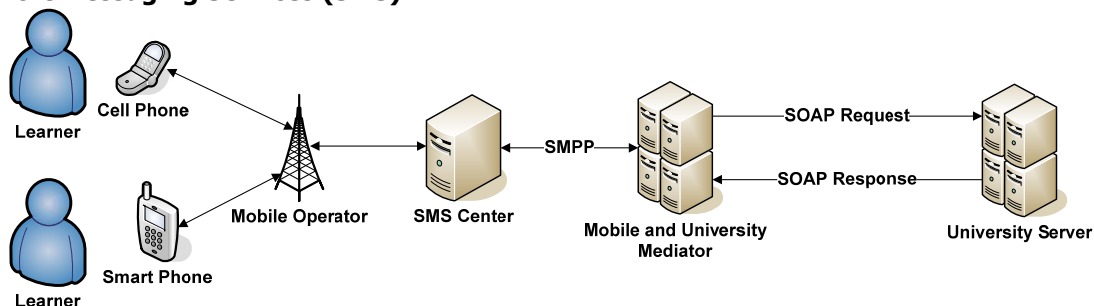 Cell Phone
Learner
Mobile Operator
SMS Center
SMPP
SOAP Request
SOAP Response
Mobile and University
Mediator
University Server
Smart Phone
Learner